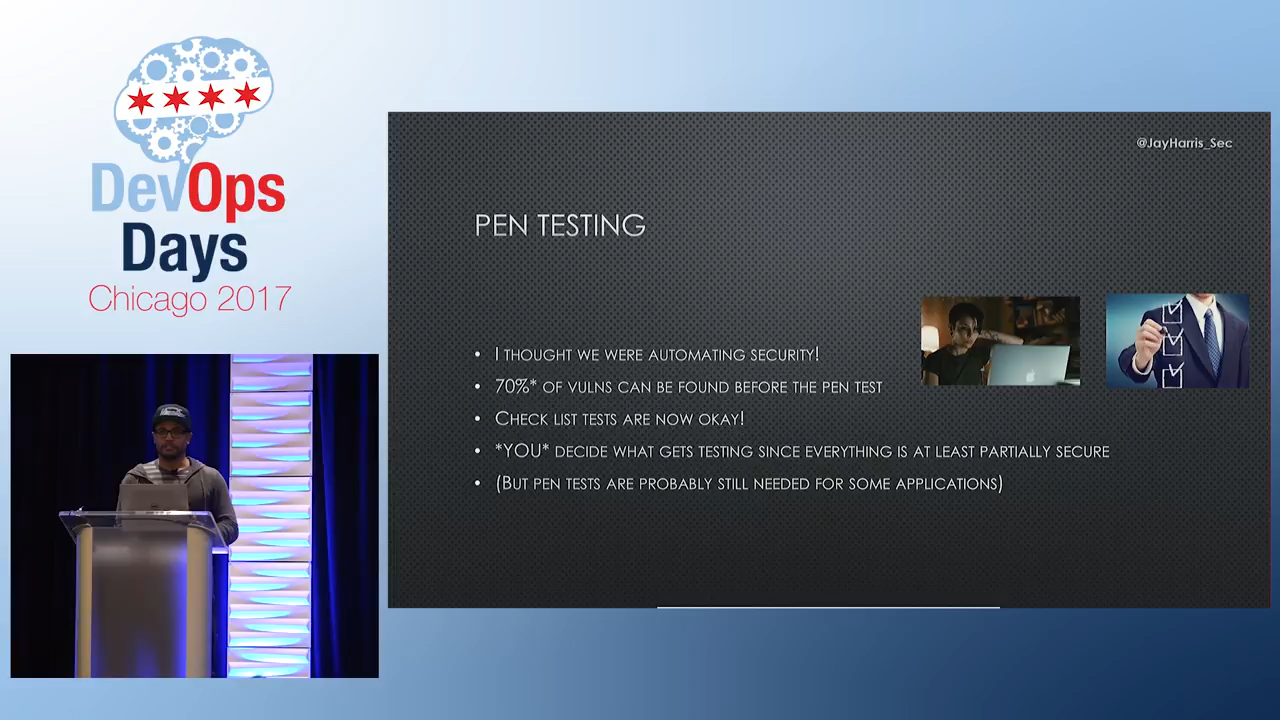 DevOps
Days
Chicago 2017
@JayHarris_Sec
PEN TESTING
• I THOUGHT WE WERE AUTOMATING SECURITY!
• 70%* OF VULNS CAN BE FOUND BEFORE THE PEN TEST
• CHECK LIST TESTS ARE NOW OKAY!
• *YOU* DECIDE WHAT GETS TESTING SINCE EVERYTHING IS AT LEAST PARTIALLY SECURE
• (BUT PEN TESTS ARE PROBABLY STILL NEEDED FOR SOME APPLICATIONS)